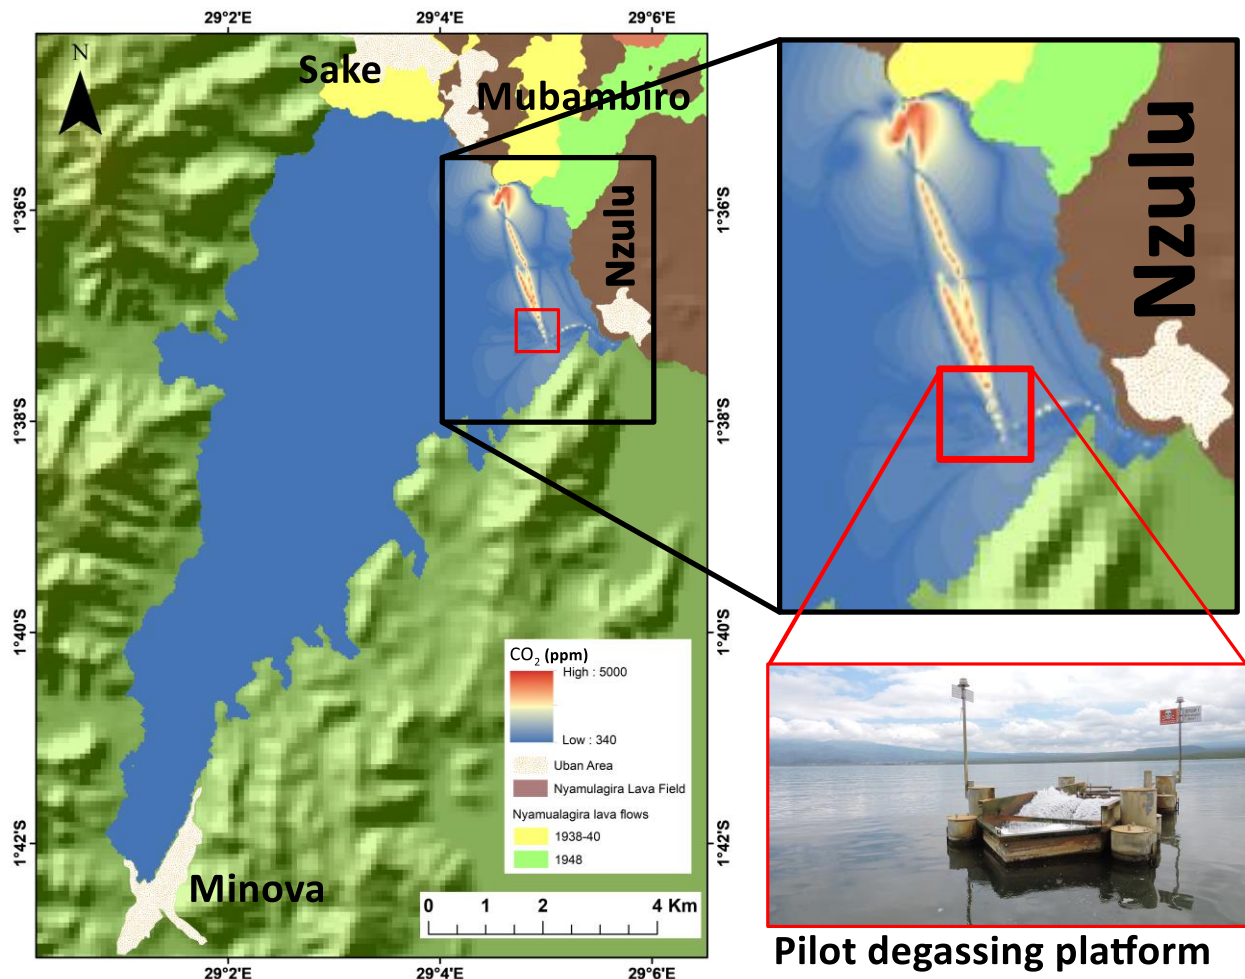 29°2'E
29°4'E
29°6'E
N
Sake
Mubambiro
Nzulu
1°36'S
1°36'S
1°38'S
1°38'S
1°40'S
1°40'S
1°42'S
1°42'S
CO2 (ppm)
High : 5000
Low : 340
Uban Area
Nyamulagira Lava Field
Nyamualagira lava flows
1938-40
1948
Minova
0 1 2 4 Km
29°2'E
29°4'E
29°6'E
Nzulu
Pilot degassing platform